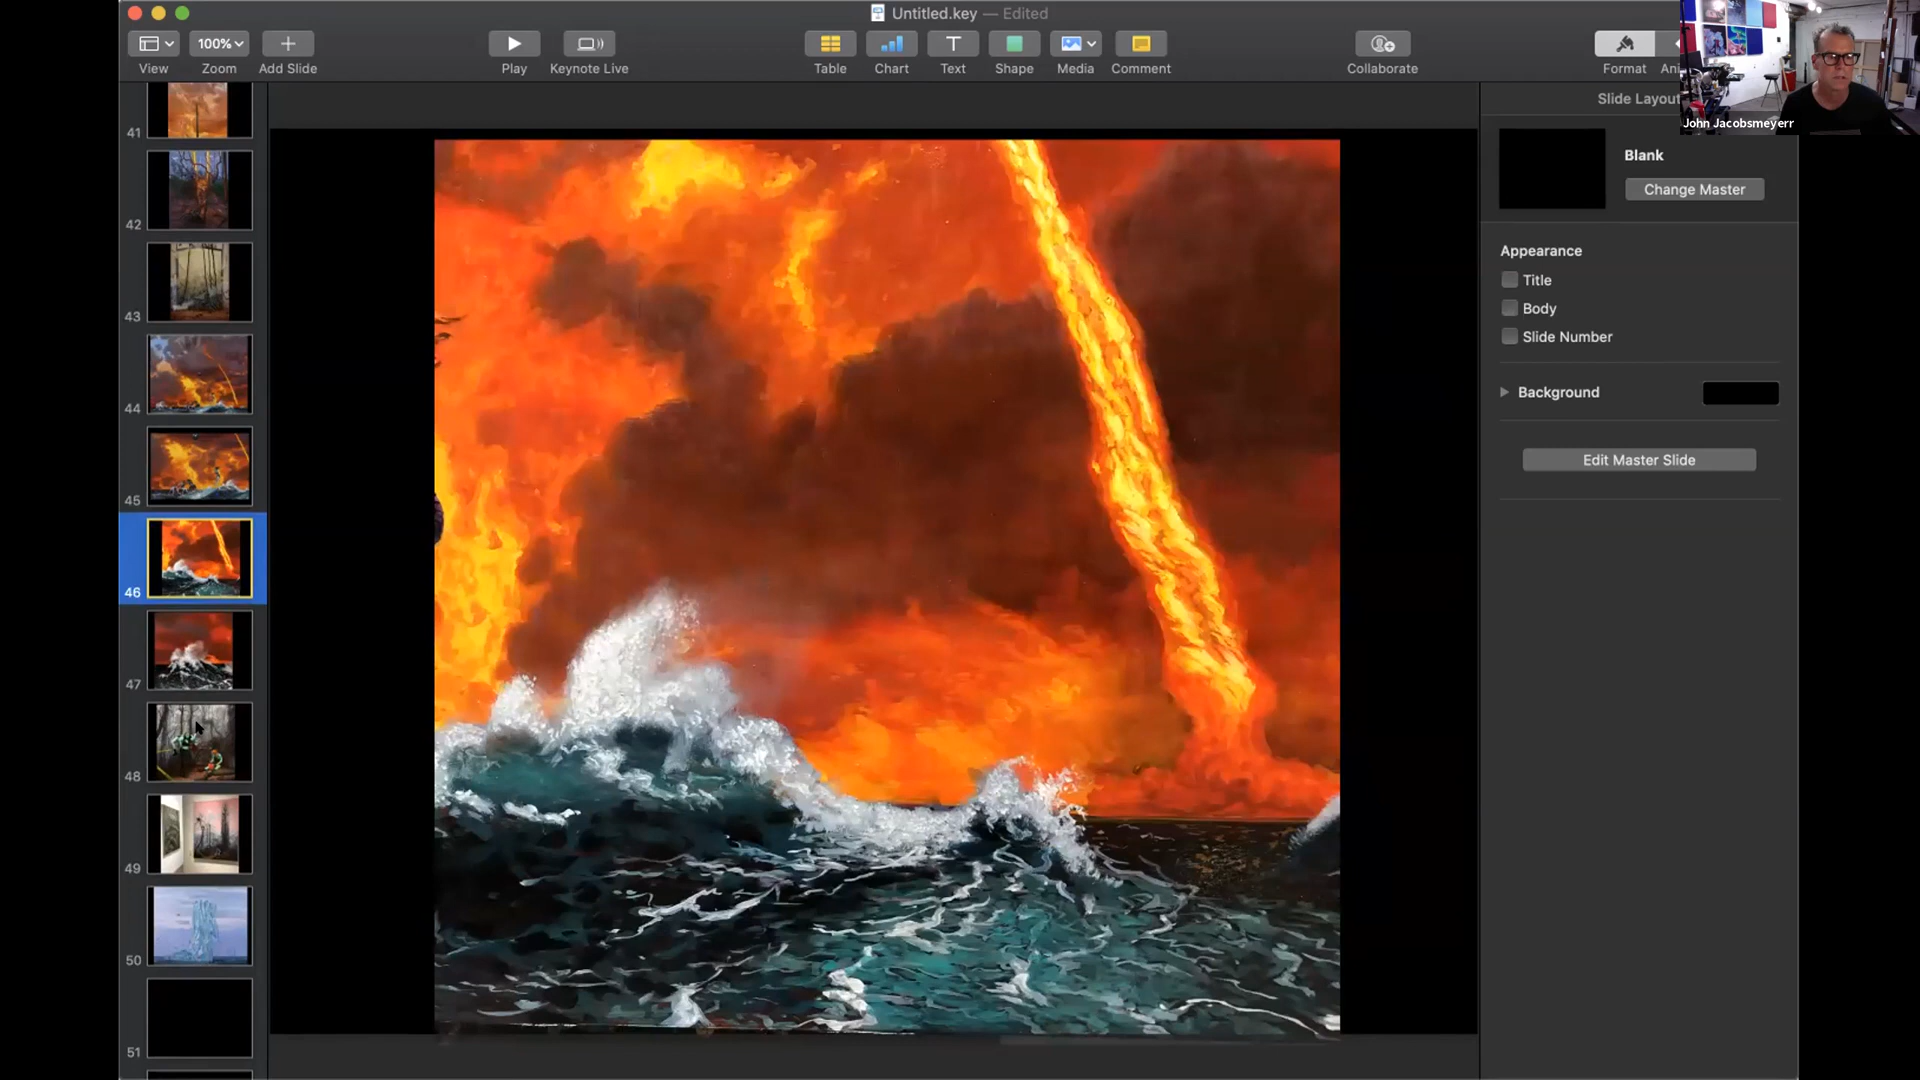 Untitled.key — Edited
View
100%
Zoom
Add Slide
Play
Keynote Live
Table
Chart
Text
Shape
Media
Comment
Collaborate
Format
Ani
Slide Layout
John Jacobsmeyerr
Blank
Change Master
Appearance
Title
Body
Slide Number
Background
Edit Master Slide
41
42
43
44
45
46
47
48
49
50
51